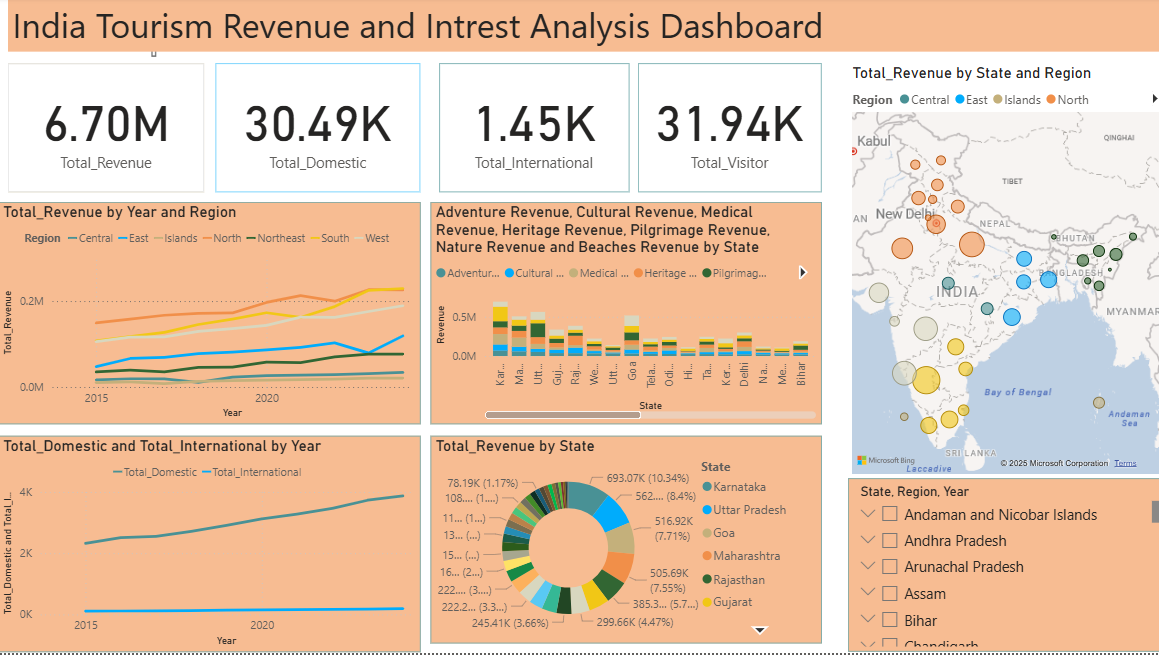 India Tourism Revenue and Intrest Analysis Dashboard
6.70M
Total_Revenue
30.49K
Total_Domestic
1.45K
Total_International
31.94K
Total_Visitor
Total_Revenue by Year and Region
Region Central East Islands North Northeast South West
Total_Revenue
0.2M
0.0M
2015 2020
Year
Adventure Revenue, Cultural Revenue, Medical
Revenue, Heritage Revenue, Pilgrimage Revenue,
Nature Revenue and Beaches Revenue by State
Adventur... Cultural ... Medical ... Heritage ... Pilgrimag...
Revenue
0.5M
0.0M
Kar... Ma... Utt... Guj... Raj... We... Utt... Goa Tela... Odi... Hi... Ta... Ker... Delhi Na... Me... Bihar
State
Total_Domestic and Total_International by Year
Total_Domestic Total_International
Total_Domestic and Total_I...
4K
2K
0K
2015 2020
Year
Total_Revenue by State
693.07K (10.34%)
562.... (8.4%)
516.92K
(7.71%)
505.69K
(7.55%)
385.3... (5.7...)
299.66K (4.47%)
245.41K (3.66%)
222.2... (3.3...)
222.... (3....)
16... (2...)
15... (...)
13... (...)
11... (1...)
108.... (1....)
78.19K (1.17%)
State
Karnataka
Uttar Pradesh
Goa
Maharashtra
Rajasthan
Gujarat
Total_Revenue by State and Region
Region Central East Islands North
QINGHAI
Kabul
TIBET
AN
New Delhi
NEPAL
BHUTAN
BANGLADESH
INDIA
MYANMAR
Bay of Bengal
Andaman
Sea
SRI LANKA
Laccadive
Microsoft Bing
© 2025 Microsoft Corporation Terms
State, Region, Year
Andaman and Nicobar Islands
Andhra Pradesh
Arunachal Pradesh
Assam
Bihar
Chandigarh